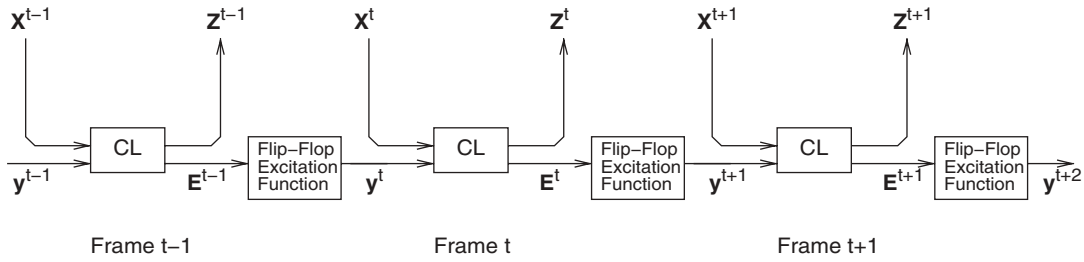 X^t−1 Z^t−1 X^t Z^t X^t+1 Z^t+1
CL Flip−Flop Excitation Function CL Flip−Flop Excitation Function CL Flip−Flop Excitation Function
y^t−1 E^t−1 y^t E^t y^t+1 E^t+1 y^t+2
Frame t−1 Frame t Frame t+1